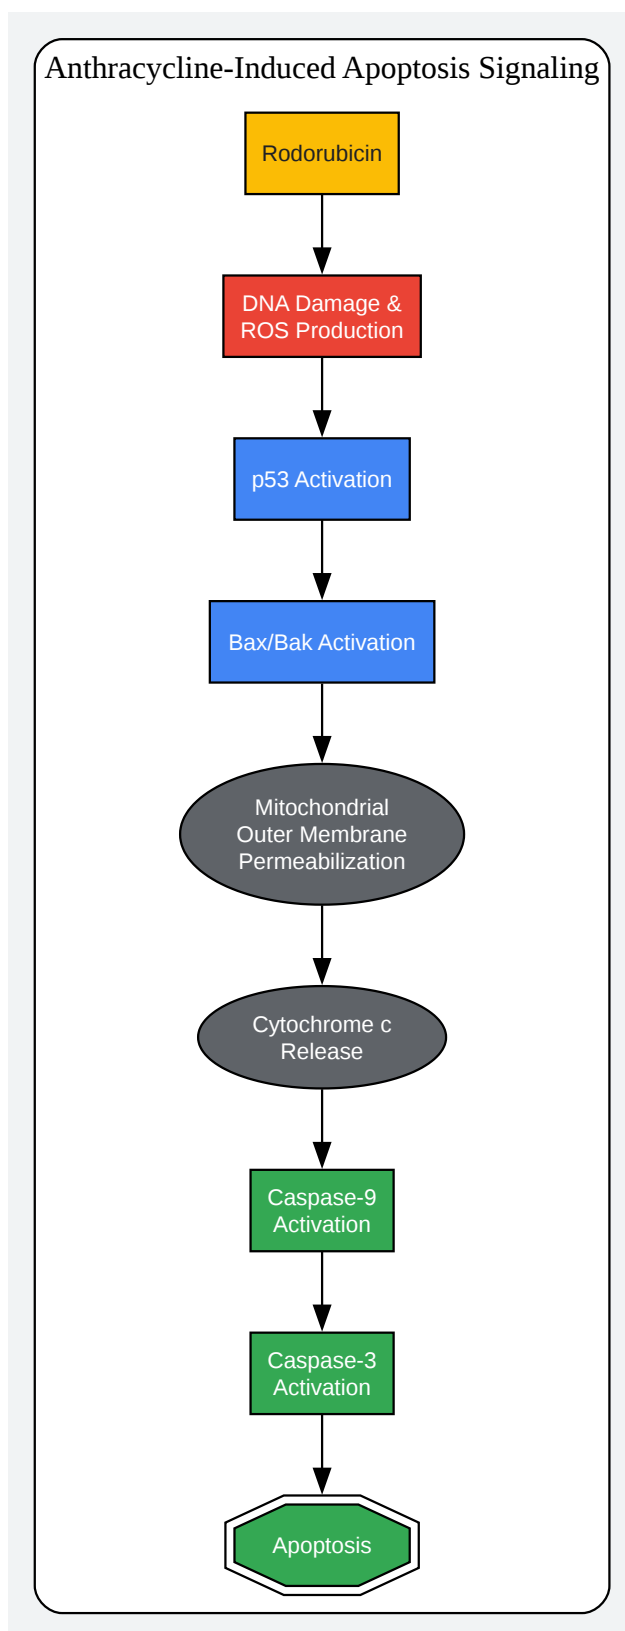 Anthracycline-Induced Apoptosis Signaling
Rodorubicin
DNA Damage &
ROS Production
p53 Activation
Bax/Bak Activation
Mitochondrial
Outer Membrane
Permeabilization
Cytochrome c
Release
Caspase-9
Activation
Caspase-3
Activation
Apoptosis